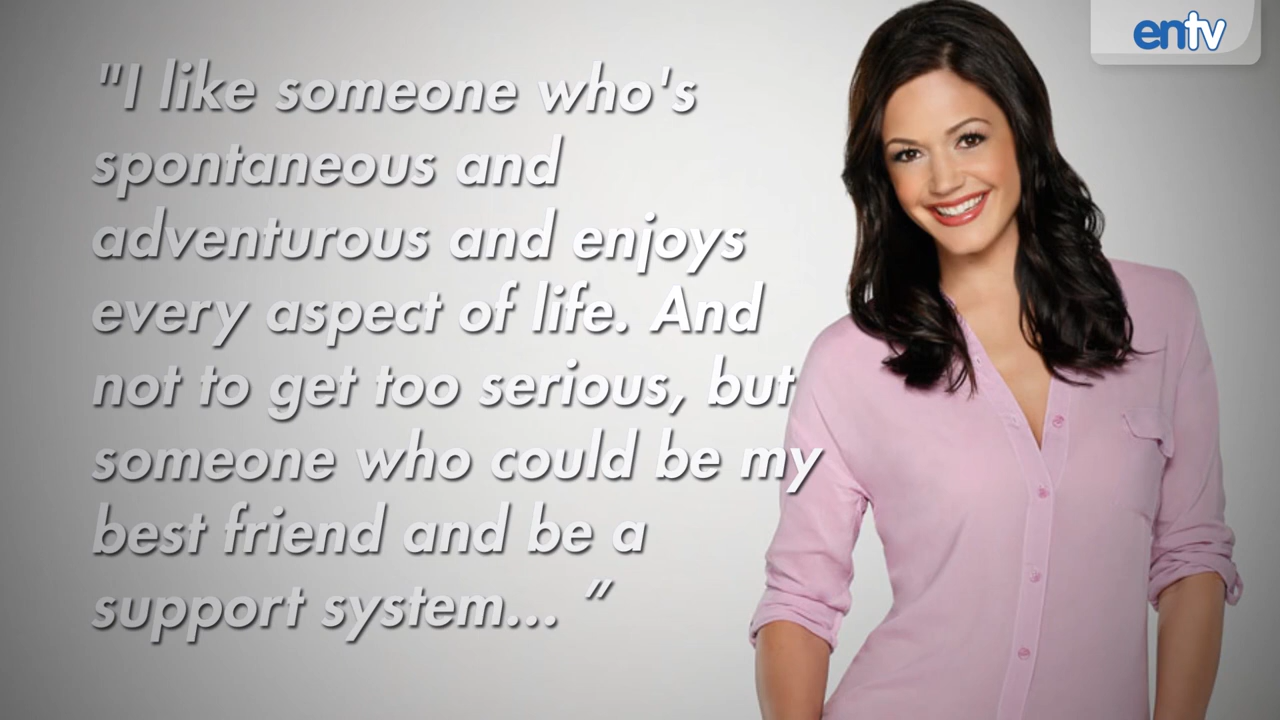 entv
"I like someone who's
spontaneous and
adventurous and enjoys
every aspect of life. And
not to get too serious, but
someone who could be my
best friend and be a
support system... ”